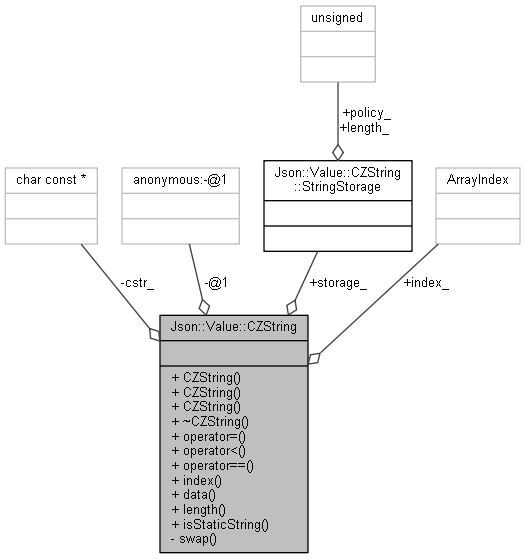 unsigned
+policy_
+length_
char const *
anonymous:-@1
Json::Value::CZString
::StringStorage
ArrayIndex
-cstr_
-@1
+storage_
+index_
Json::Value::CZString
+ CZString()
+ CZString()
+ CZString()
+ ~CZString()
+ operator=()
+ operator<()
+ operator==()
+ index()
+ data()
+ length()
+ isStaticString()
- swap()